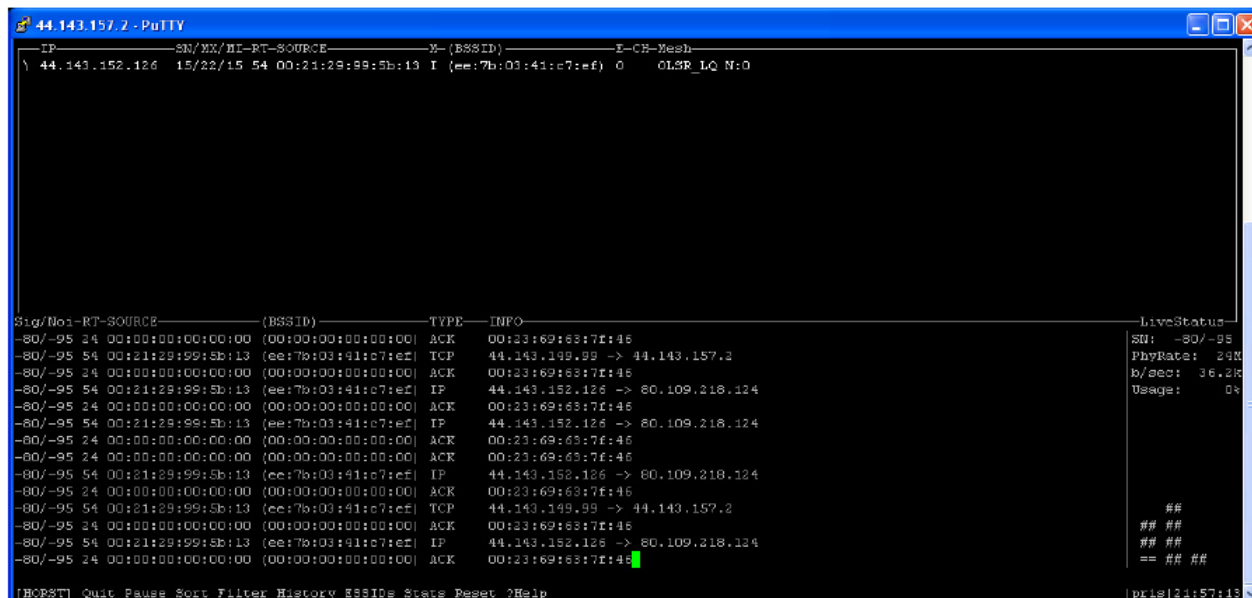 44.143.157.2 - PuTTY
IP SN/MX/MI-RT-SOURCE M-(BSSID) E-CH-Mesh
\ 44.143.152.126 15/22/15 54 00:21:29:99:5b:13 I (ee:7b:03:41:c7:ef) 0 OLSR_LQ N:0
Sig/Noi-RT-SOURCE (BSSID) TYPE INFO LiveStatus
-80/-95 24 00:00:00:00:00:00 (00:00:00:00:00:00) ACK 00:23:69:63:7f:46 SN: -80/-95
-80/-95 54 00:21:29:99:5b:13 (ee:7b:03:41:c7:ef) TCP 44.143.149.99 -> 44.143.157.2 PhyRate: 24M
-80/-95 24 00:00:00:00:00:00 (00:00:00:00:00:00) ACK 00:23:69:63:7f:46 b/sec: 36.2k
-80/-95 54 00:21:29:99:5b:13 (ee:7b:03:41:c7:ef) IP 44.143.152.126 -> 80.109.218.124 Usage: 0%
-80/-95 24 00:00:00:00:00:00 (00:00:00:00:00:00) ACK 00:23:69:63:7f:46
-80/-95 54 00:21:29:99:5b:13 (ee:7b:03:41:c7:ef) IP 44.143.152.126 -> 80.109.218.124
-80/-95 24 00:00:00:00:00:00 (00:00:00:00:00:00) ACK 00:23:69:63:7f:46
-80/-95 24 00:00:00:00:00:00 (00:00:00:00:00:00) ACK 00:23:69:63:7f:46
-80/-95 54 00:21:29:99:5b:13 (ee:7b:03:41:c7:ef) IP 44.143.152.126 -> 80.109.218.124
-80/-95 24 00:00:00:00:00:00 (00:00:00:00:00:00) ACK 00:23:69:63:7f:46
-80/-95 54 00:21:29:99:5b:13 (ee:7b:03:41:c7:ef) TCP 44.143.149.99 -> 44.143.157.2 ##
-80/-95 24 00:00:00:00:00:00 (00:00:00:00:00:00) ACK 00:23:69:63:7f:46 ## ##
-80/-95 54 00:21:29:99:5b:13 (ee:7b:03:41:c7:ef) IP 44.143.152.126 -> 80.109.218.124 ## ##
-80/-95 24 00:00:00:00:00:00 (00:00:00:00:00:00) ACK 00:23:69:63:7f:46 == ## ##
[HORST] Quit Pause Sort Filter History ESSIDs Stats Reset ?Help |pris|21:57:13